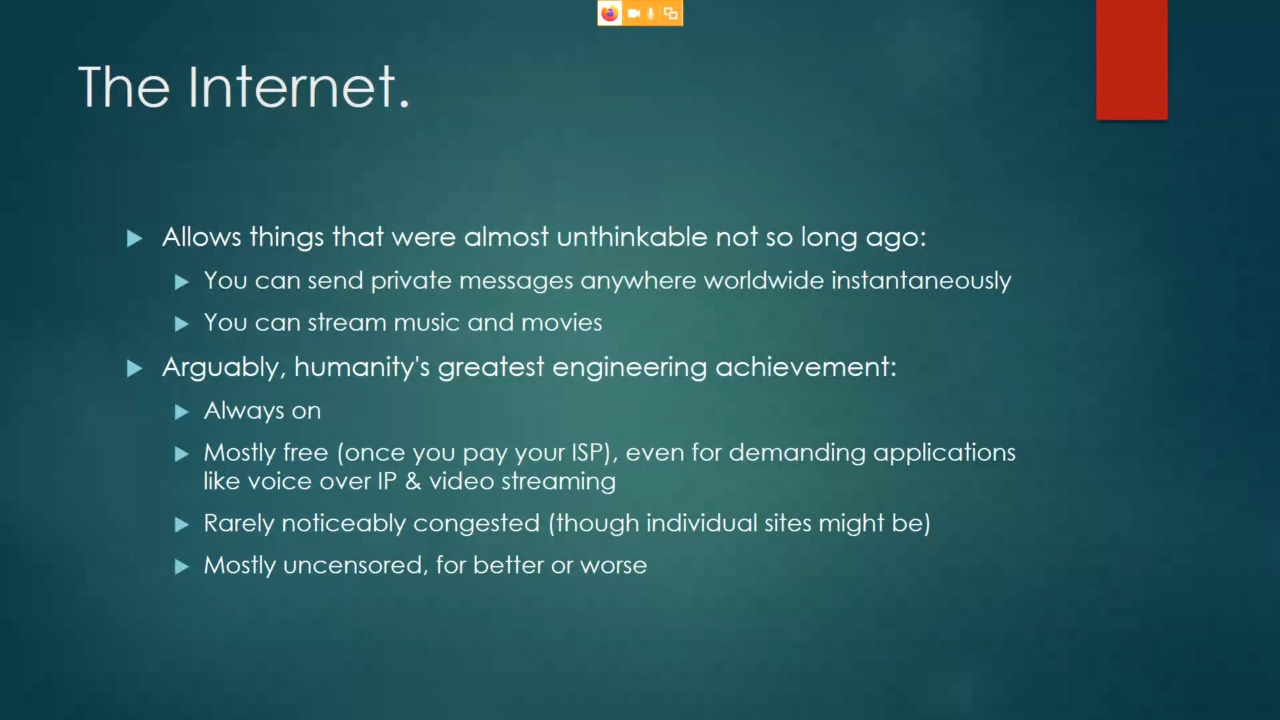 The Internet.
Allows things that were almost unthinkable not so long ago:
You can send private messages anywhere worldwide instantaneously
You can stream music and movies
Arguably, humanity's greatest engineering achievement:
Always on
Mostly free (once you pay your ISP), even for demanding applications
like voice over IP & video streaming
Rarely noticeably congested (though individual sites might be)
Mostly uncensored, for better or worse